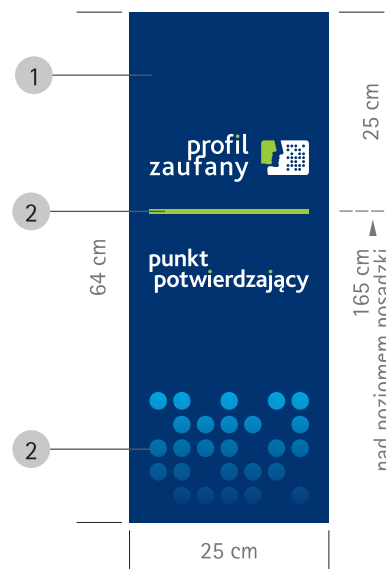 1
25 cm
profil
zaufany
2
64 cm
165 cm
nad poziomem posadzki
punkt
potwierdzający
2
25 cm